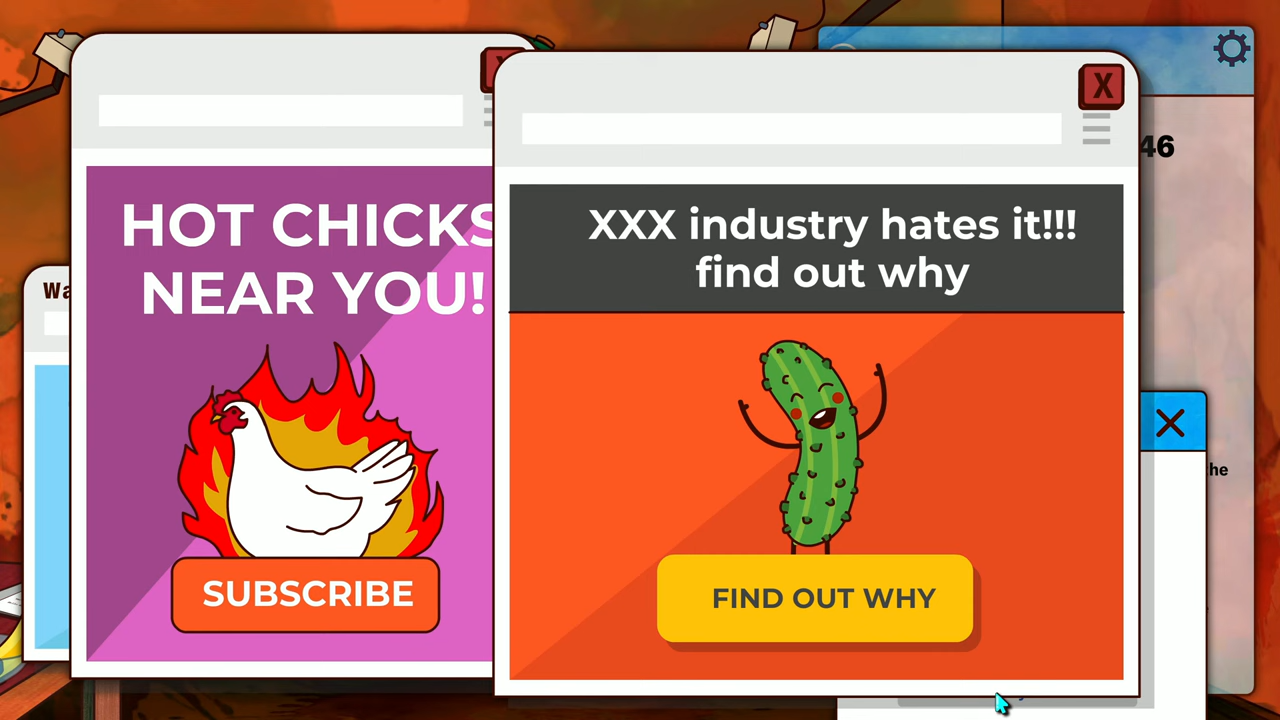 HOT CHICKS
NEAR YOU!
SUBSCRIBE
X
XXX industry hates it!!!
find out why
FIND OUT WHY
46
he